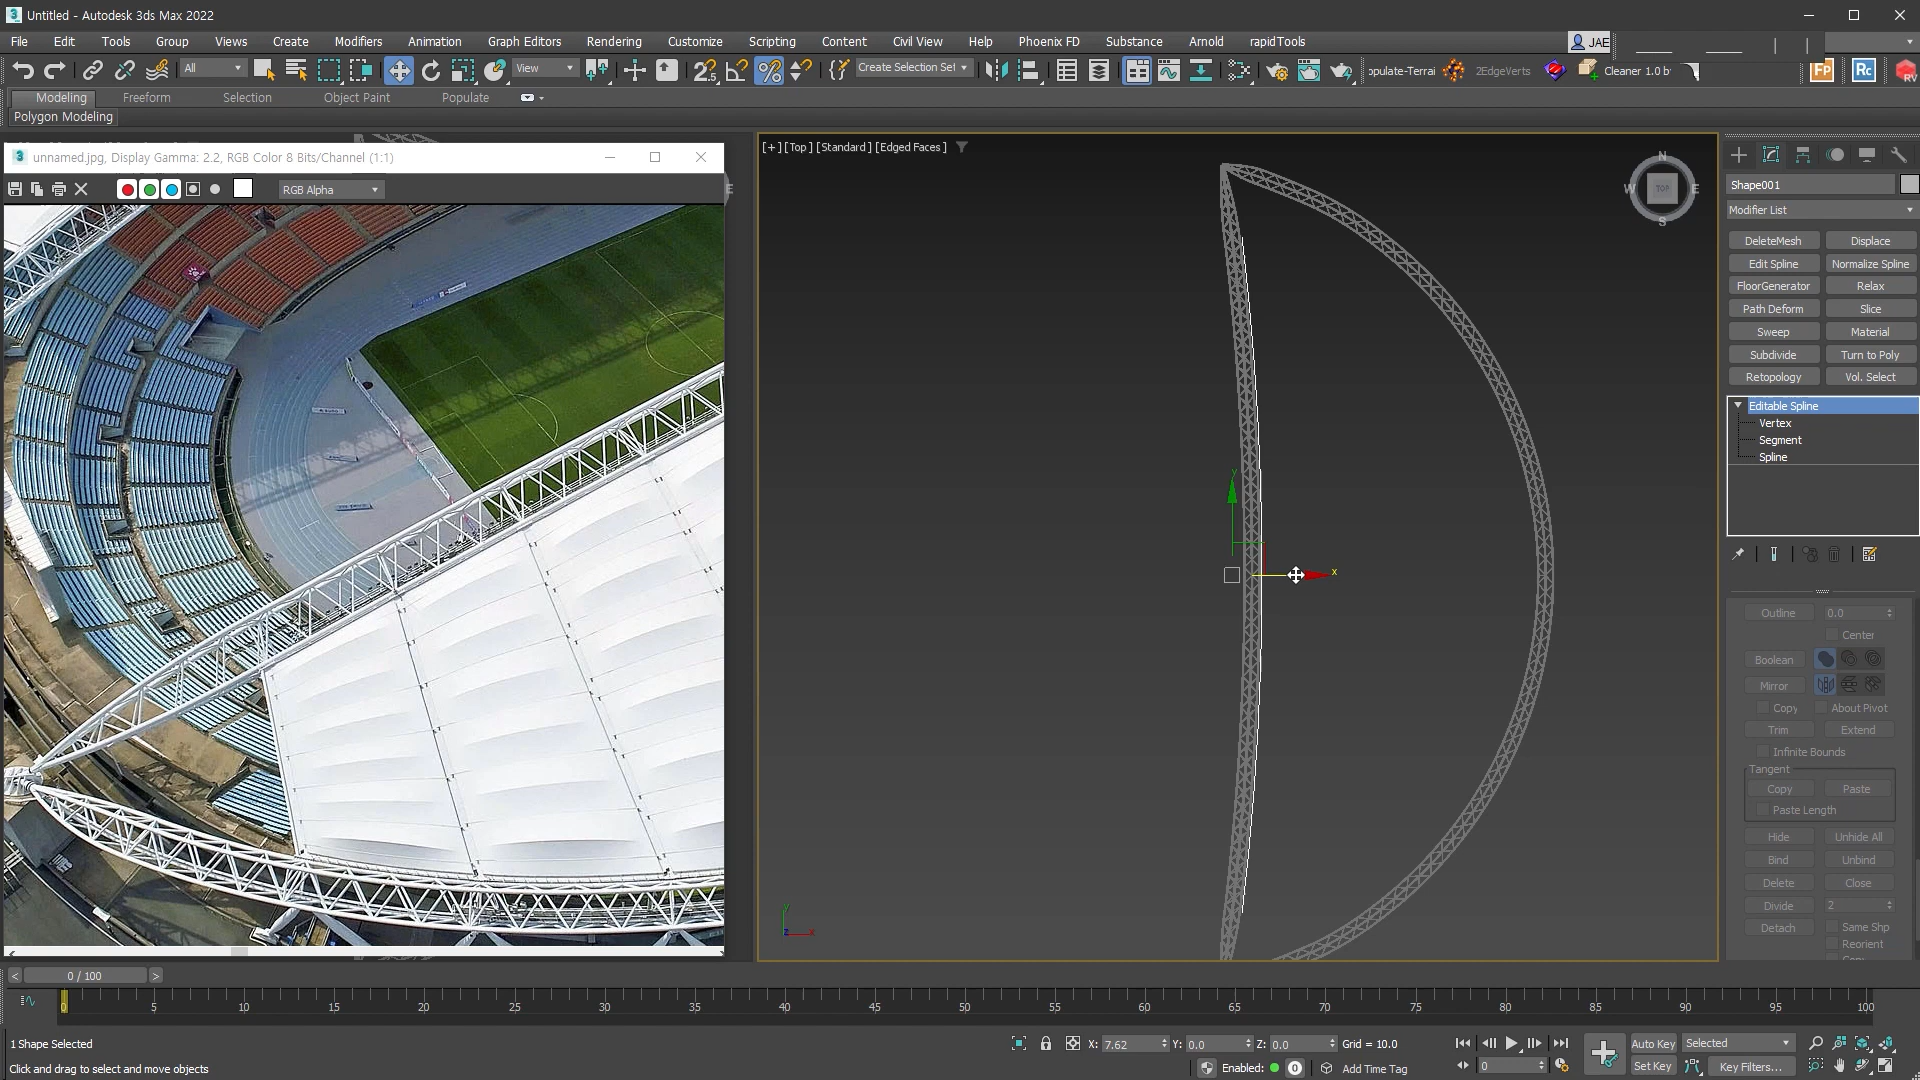 Untitled - Autodesk 3ds Max 2022
File Edit Tools Group Views Create Modifiers Animation Graph Editors Rendering Customize Scripting Content Civil View Help Phoenix FD Substance Arnold rapidTools JAE
All View Create Selection Set opulate-Terrai 2EdgeVerts Cleaner 1.0 b Fp Rc RV
Modeling Freeform Selection Object Paint Populate
Polygon Modeling
unnamed.jpg, Display Gamma: 2.2, RGB Color 8 Bits/Channel (1:1)
RGB Alpha
[+] [Top ] [Standard ] [Edged Faces ]
N
W TOP E
S
y
x
y
z x
Shape001
Modifier List
DeleteMesh Displace
Edit Spline Normalize Spline
FloorGenerator Relax
Path Deform Slice
Sweep Material
Subdivide Turn to Poly
Retopology Vol. Select
Editable Spline
Vertex
Segment
Spline
Outline 0.0
Center
Boolean
Mirror
Copy About Pivot
Trim Extend
Infinite Bounds
Tangent
Copy Paste
Paste Length
Hide Unhide All
Bind Unbind
Delete Close
Divide 2
Detach Same Shp
Reorient
< 0 / 100 >
0 5 10 15 20 25 30 35 40 45 50 55 60 65 70 75 80 85 90 95 100
1 Shape Selected X: 7.62 Y: 0.0 Z: 0.0 Grid = 10.0 Auto Key Selected
Click and drag to select and move objects Enabled: 0 Add Time Tag 0 Set Key Key Filters...